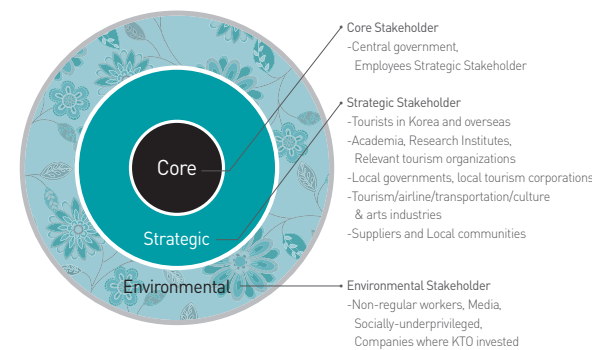 Core
Strategic
Environmental
Core Stakeholder
-Central government,
Employees Strategic Stakeholder
Strategic Stakeholder
-Tourists in Korea and overseas
-Academia, Research Institutes,
Relevant tourism organizations
-Local governments, local tourism corporations
-Tourism/airline/transportation/culture
& arts industries
-Suppliers and Local communities
Environmental Stakeholder
-Non-regular workers, Media,
Socially-underprivileged,
Companies where KTO invested